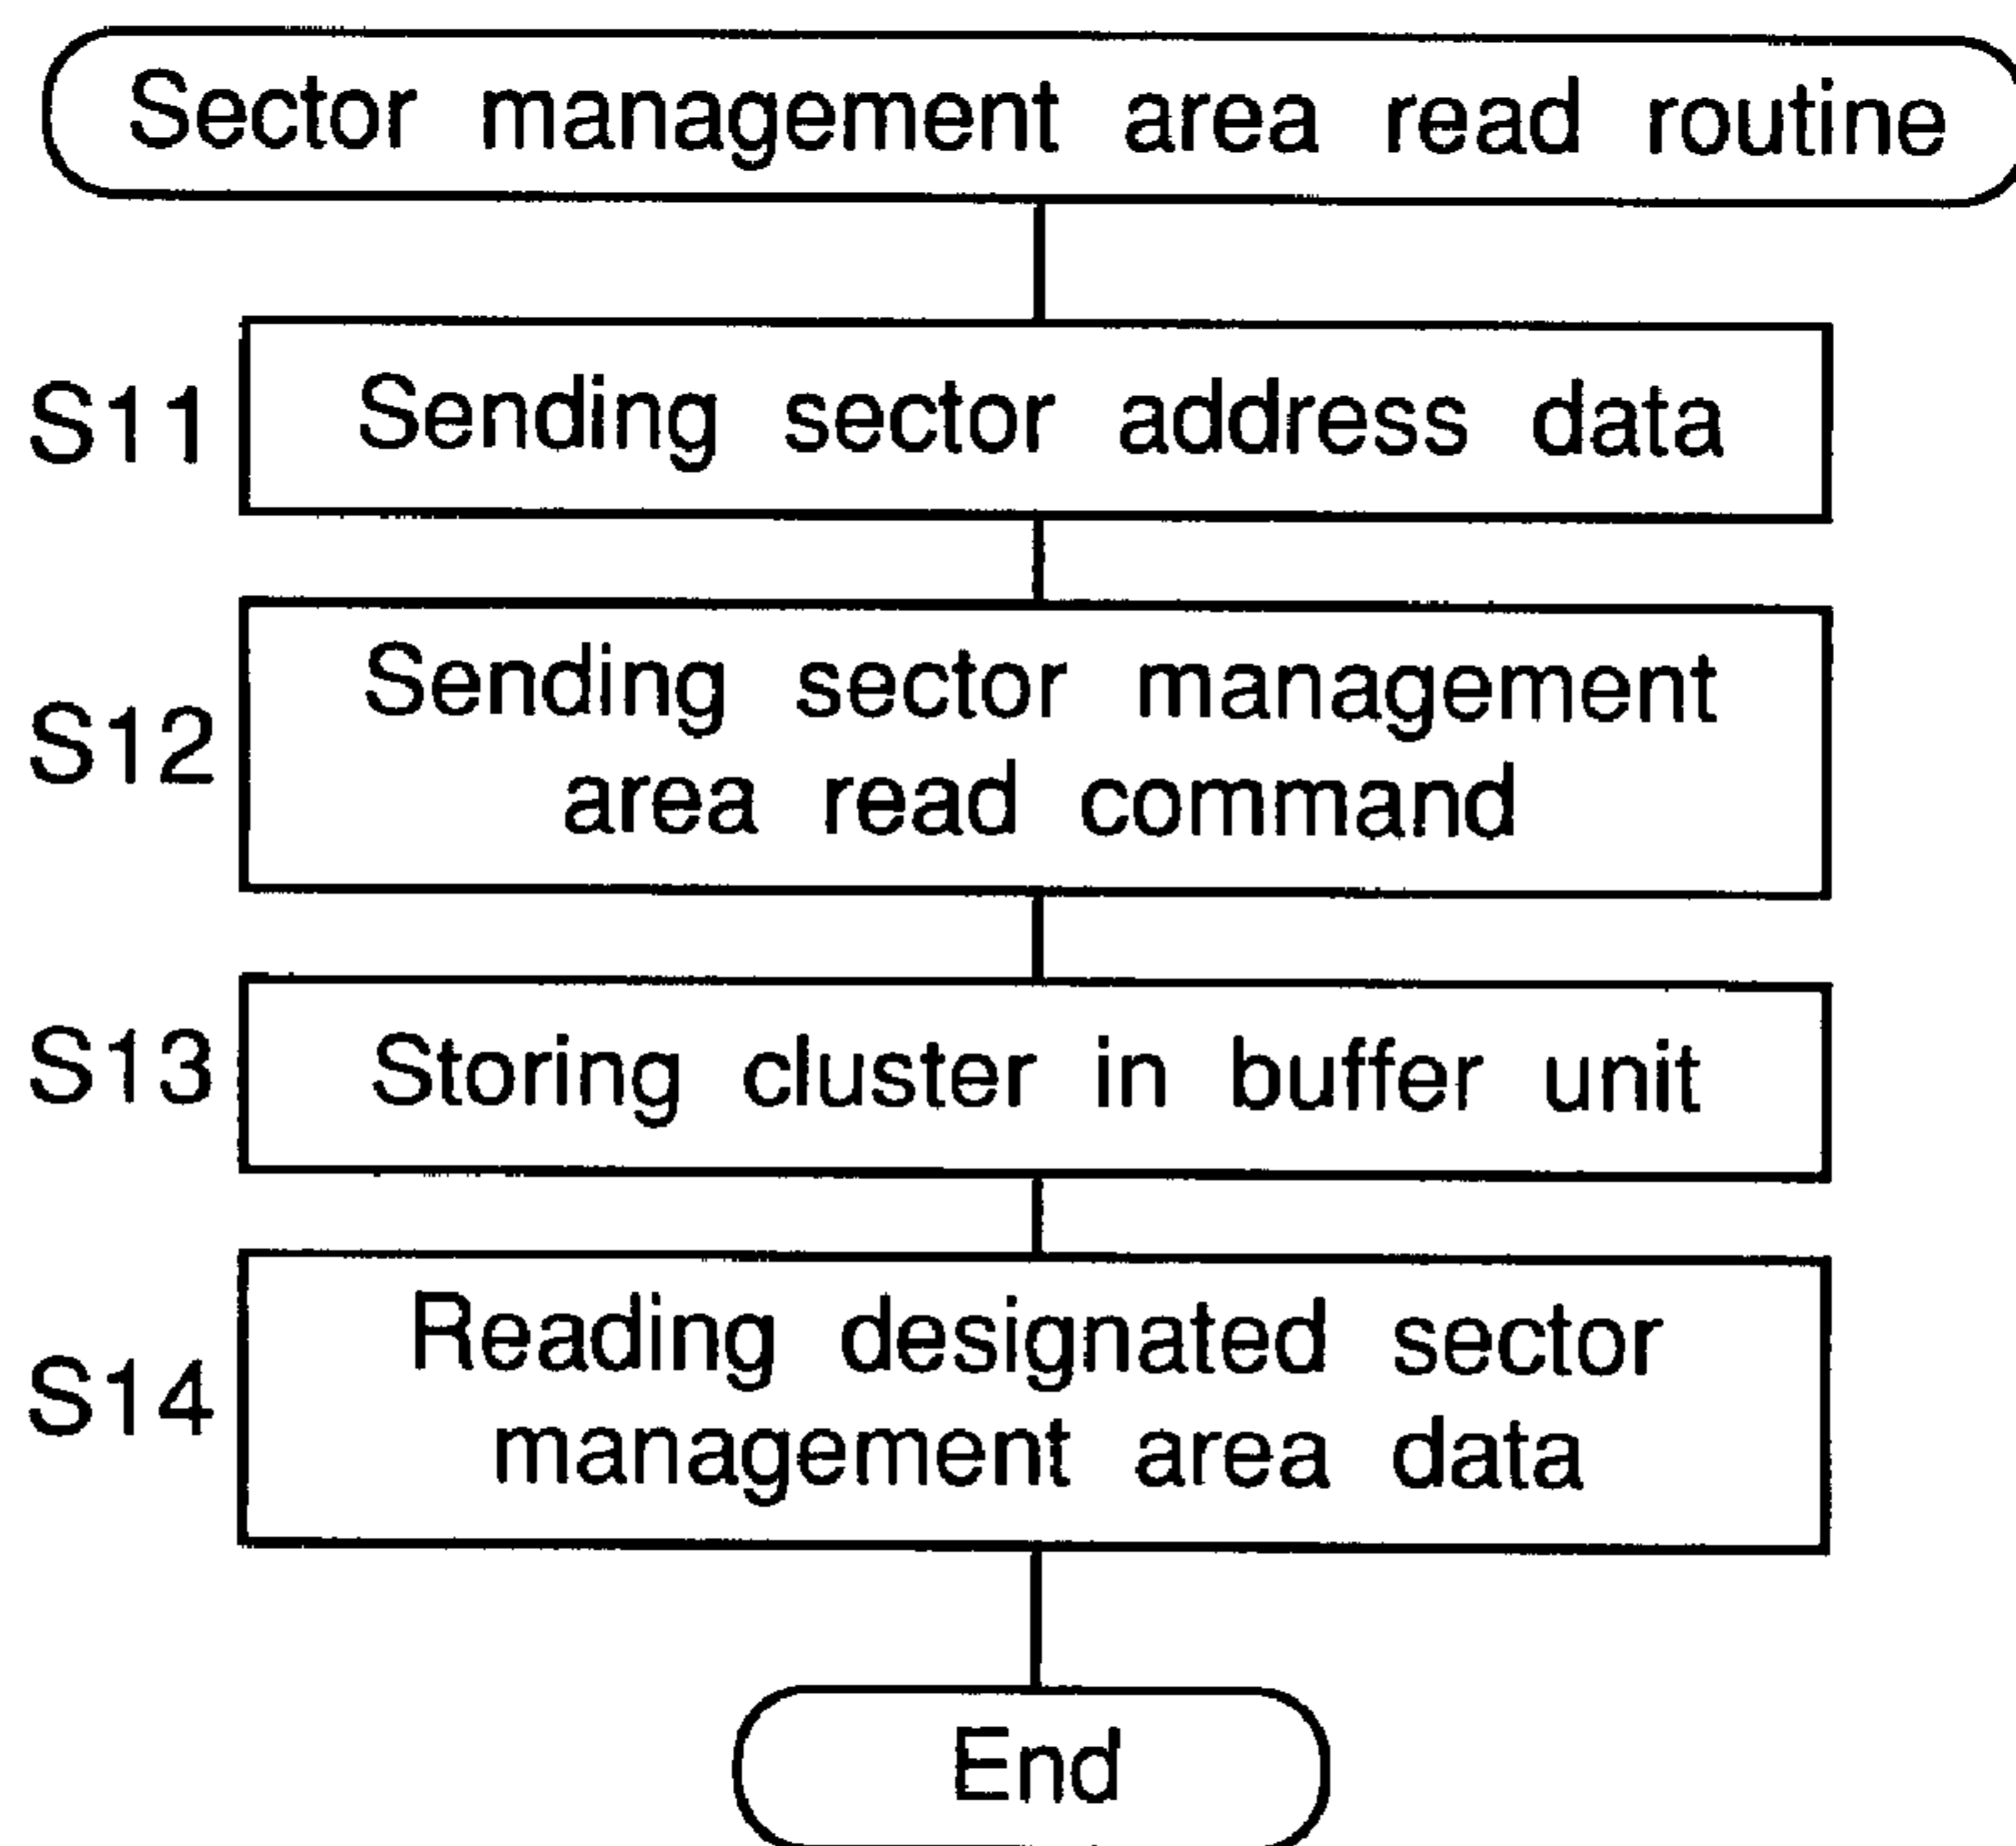 Sector management area read routine
S11
Sending sector address data
S12
Sending sector management
area read command
S13
Storing cluster in buffer unit
S14
Reading designated sector
management area data
End